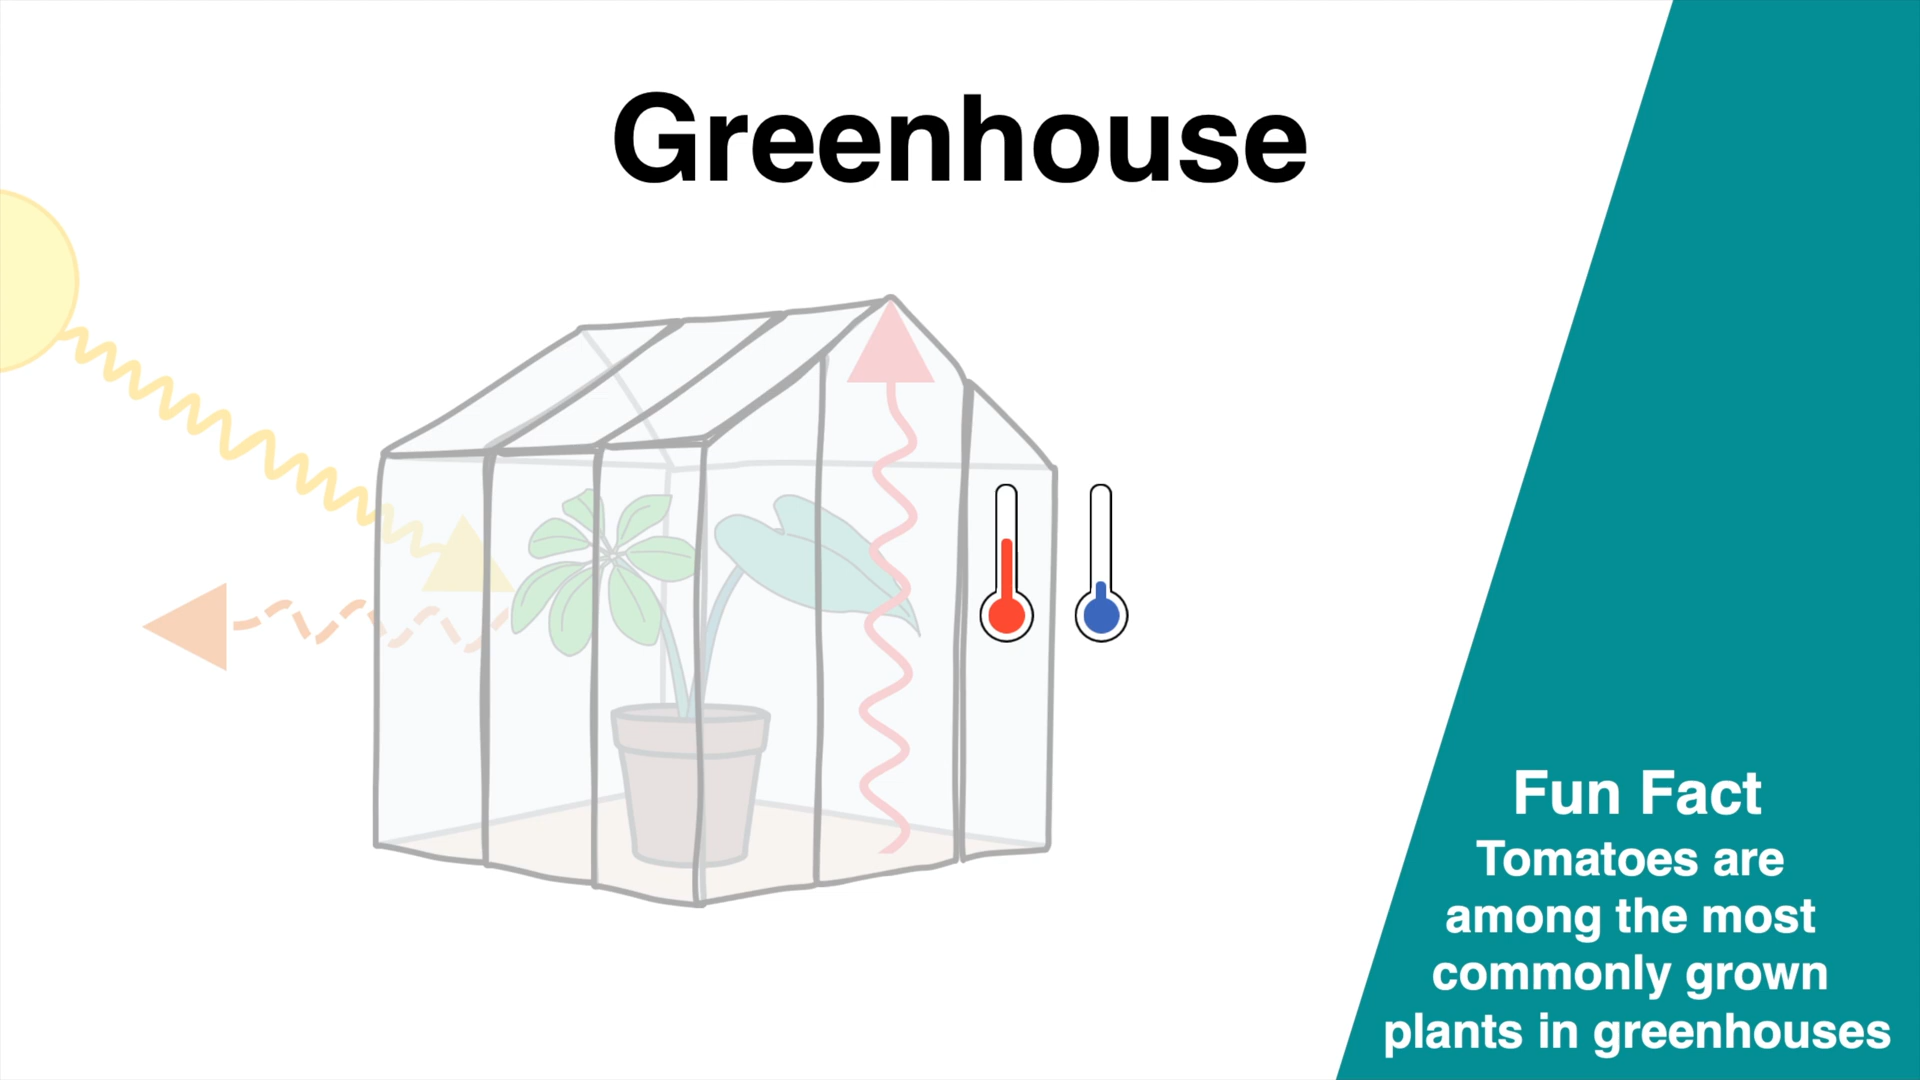 Greenhouse
Fun Fact
Tomatoes are
among the most
commonly grown
plants in greenhouses